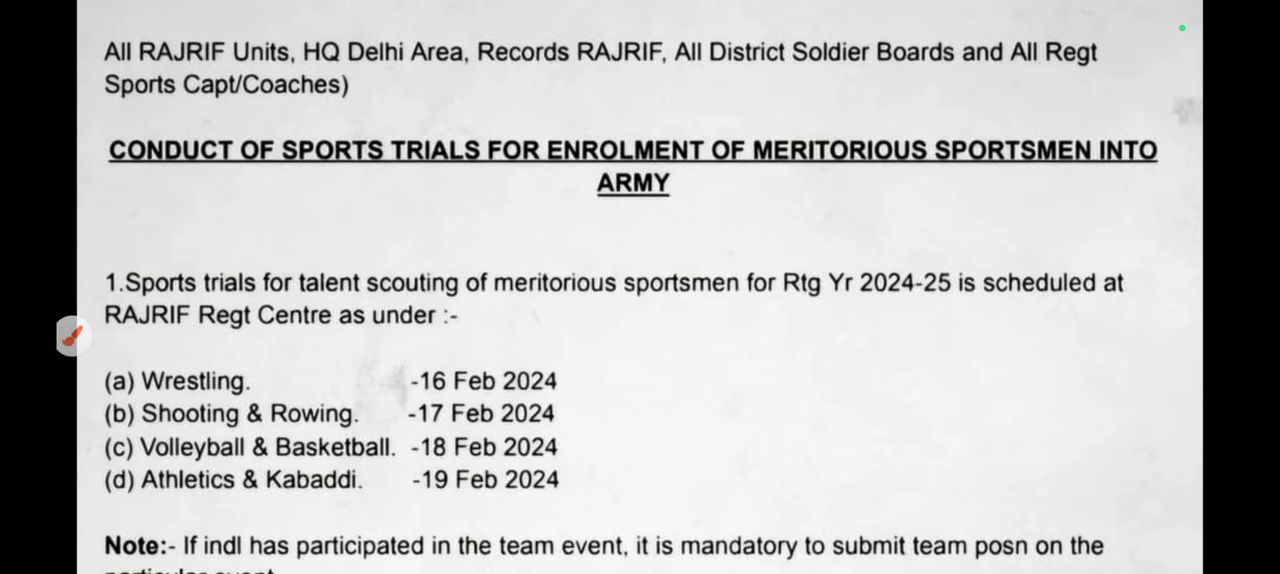 All RAJRIF Units, HQ Delhi Area, Records RAJRIF, All District Soldier Boards and All Regt
Sports Capt/Coaches)
CONDUCT OF SPORTS TRIALS FOR ENROLMENT OF MERITORIOUS SPORTSMEN INTO
ARMY
1.Sports trials for talent scouting of meritorious sportsmen for Rtg Yr 2024-25 is scheduled at
RAJRIF Regt Centre as under :-
(a) Wrestling. -16 Feb 2024
(b) Shooting & Rowing. -17 Feb 2024
(c) Volleyball & Basketball. -18 Feb 2024
(d) Athletics & Kabaddi. -19 Feb 2024
Note:- If indl has participated in the team event, it is mandatory to submit team posn on the
particular event